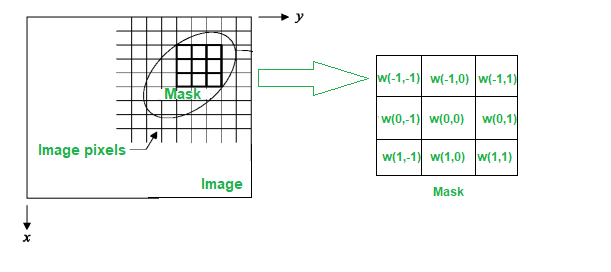 y
Mask
Image pixels
Image
x
w(-1,-1) w(-1,0) w(-1,1)
w(0,-1) w(0,0) w(0,1)
w(1,-1) w(1,0) w(1,1)
Mask